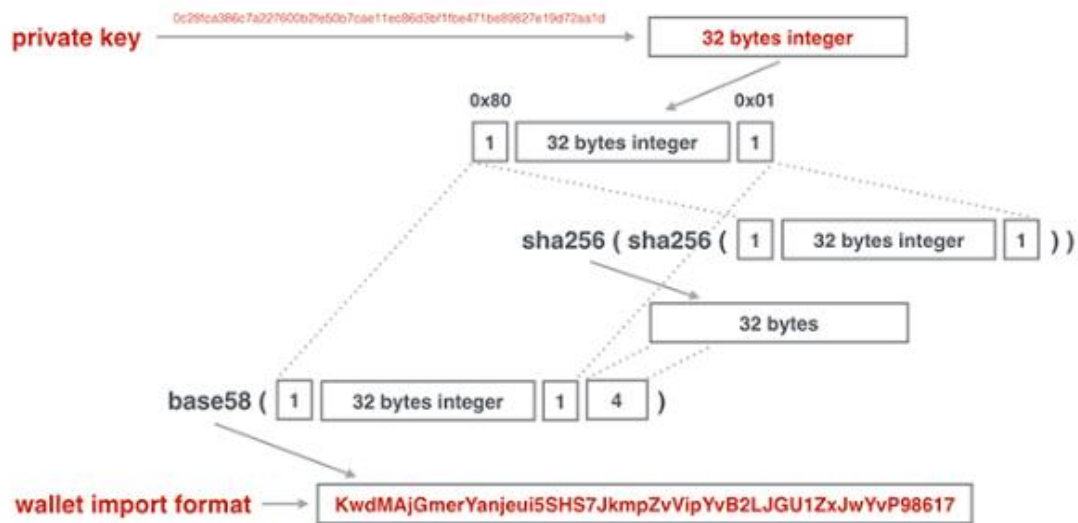 0c28fca386c7a227600b2fe50b7cae11ec86d3bf1fbe471be89827e19d72aa1d
private key 32 bytes integer
0x80 0x01
1 32 bytes integer 1
sha256 ( sha256 ( 1 32 bytes integer 1 ) )
32 bytes
base58 ( 1 32 bytes integer 1 4 )
wallet import format KwdMAjGmerYanjeui5SHS7JkmpZvVipYvB2LJGU1ZxJwYvP98617